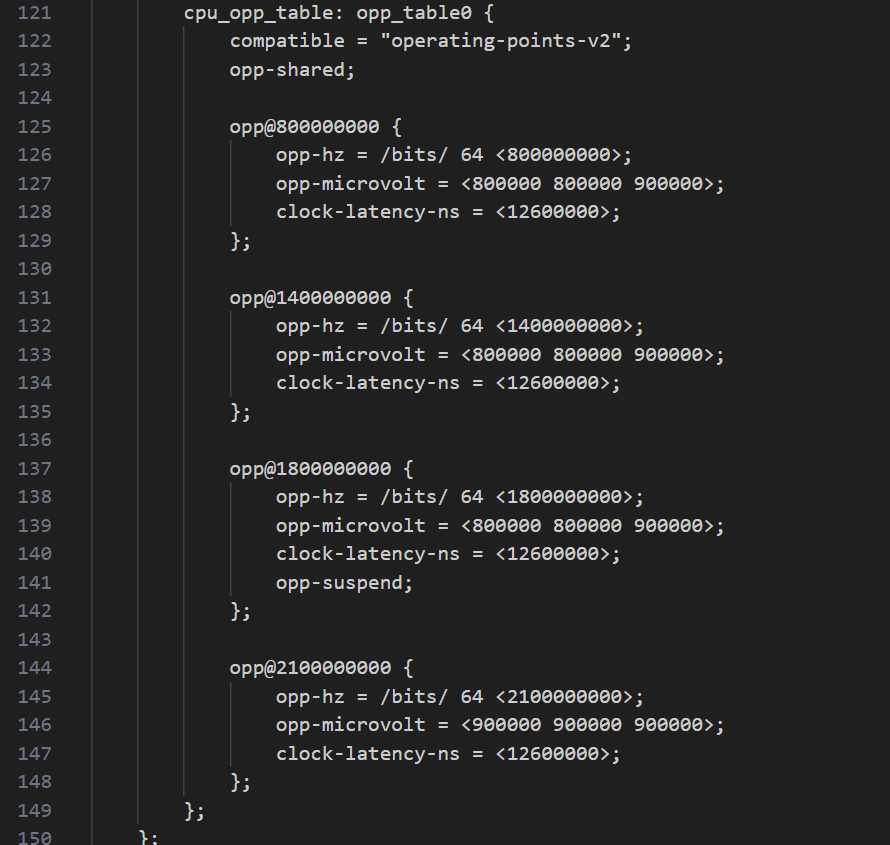 121 cpu_opp_table: opp_table0 {
122 compatible = "operating-points-v2";
123 opp-shared;
124
125 opp@800000000 {
126 opp-hz = /bits/ 64 <800000000>;
127 opp-microvolt = <800000 800000 900000>;
128 clock-latency-ns = <12600000>;
129 };
130
131 opp@1400000000 {
132 opp-hz = /bits/ 64 <1400000000>;
133 opp-microvolt = <800000 800000 900000>;
134 clock-latency-ns = <12600000>;
135 };
136
137 opp@1800000000 {
138 opp-hz = /bits/ 64 <1800000000>;
139 opp-microvolt = <800000 800000 900000>;
140 clock-latency-ns = <12600000>;
141 opp-suspend;
142 };
143
144 opp@2100000000 {
145 opp-hz = /bits/ 64 <2100000000>;
146 opp-microvolt = <900000 900000 900000>;
147 clock-latency-ns = <12600000>;
148 };
149 };
150 };